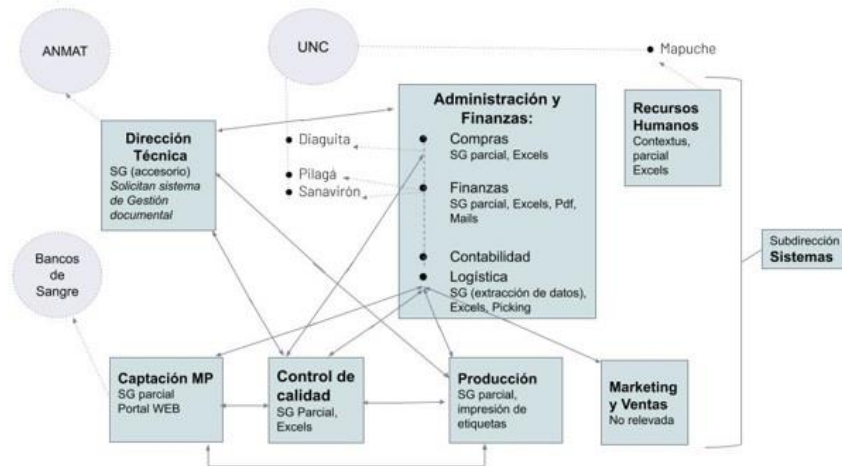 ANMAT
UNC
Mapuche
Dirección
Técnica
SG (accesorio)
Solicitan sistema
de Gestión
documental
Diaguita
Pilagá
Sanavirón
Administración y
Finanzas:
Compras
SG parcial, Excels
Finanzas
SG parcial, Excels, Pdf,
Mails
Contabilidad
Logística
SG (extracción de datos),
Excels, Picking
Recursos
Humanos
Contextus,
parcial
Excels
Subdirección
Sistemas
Bancos
de
Sangre
Captación MP
SG parcial
Portal WEB
Control de
calidad
SG Parcial,
Excels
Producción
SG parcial,
impresión de
etiquetas
Marketing
y Ventas
No relevada